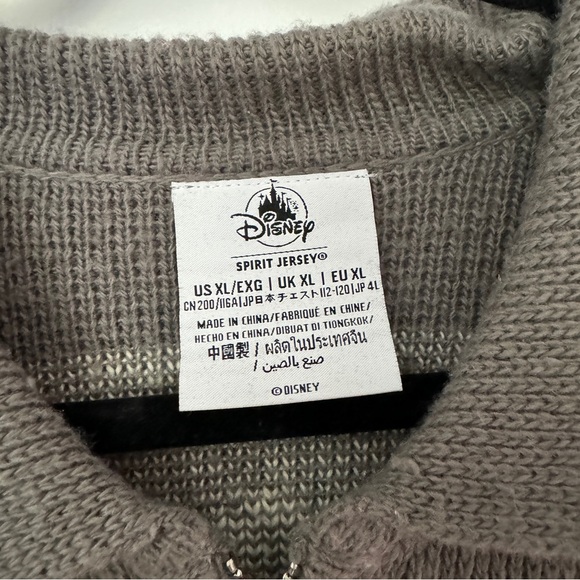 Disney
SPIRIT JERSEY®
US XL/EXG | UK XL | EU XL
CN 200/116A|JP日本チェスト112-120|JP 4L
MADE IN CHINA/FABRIQUÉ EN CHINE/
HECHO EN CHINA/DIBUAT DI TIONGKOK/
中國製 / ผลิตในประเทศจีน
/ صنع بالصين
©DISNEY